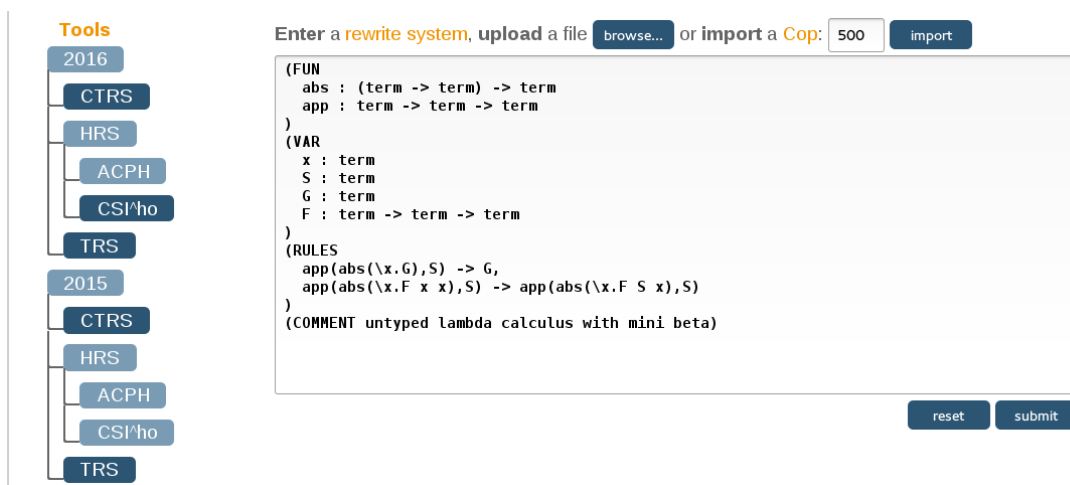 Tools
2016
CTRS
HRS
ACPH
CSI^ho
TRS
2015
CTRS
HRS
ACPH
CSI^ho
TRS
Enter a rewrite system, upload a file browse... or import a Cop: 500 import
(FUN
  abs : (term -> term) -> term
  app : term -> term -> term
)
(VAR
  x : term
  S : term
  G : term
  F : term -> term -> term
)
(RULES
  app(abs(\x.G),S) -> G,
  app(abs(\x.F x x),S) -> app(abs(\x.F S x),S)
)
(COMMENT untyped lambda calculus with mini beta)
reset submit